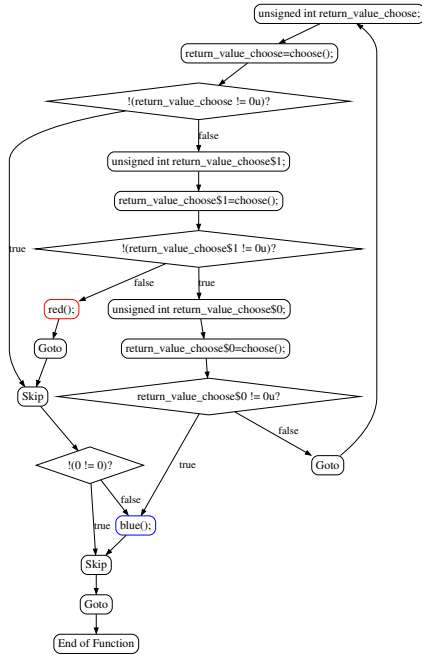 unsigned int return_value_choose;
return_value_choose=choose();
!(return_value_choose != 0u)?
false
unsigned int return_value_choose$1;
return_value_choose$1=choose();
true
!(return_value_choose$1 != 0u)?
false
true
red();
unsigned int return_value_choose$0;
Goto
return_value_choose$0=choose();
Skip
return_value_choose$0 != 0u?
false
true
!(0 != 0)?
Goto
false
true
blue();
Skip
Goto
End of Function